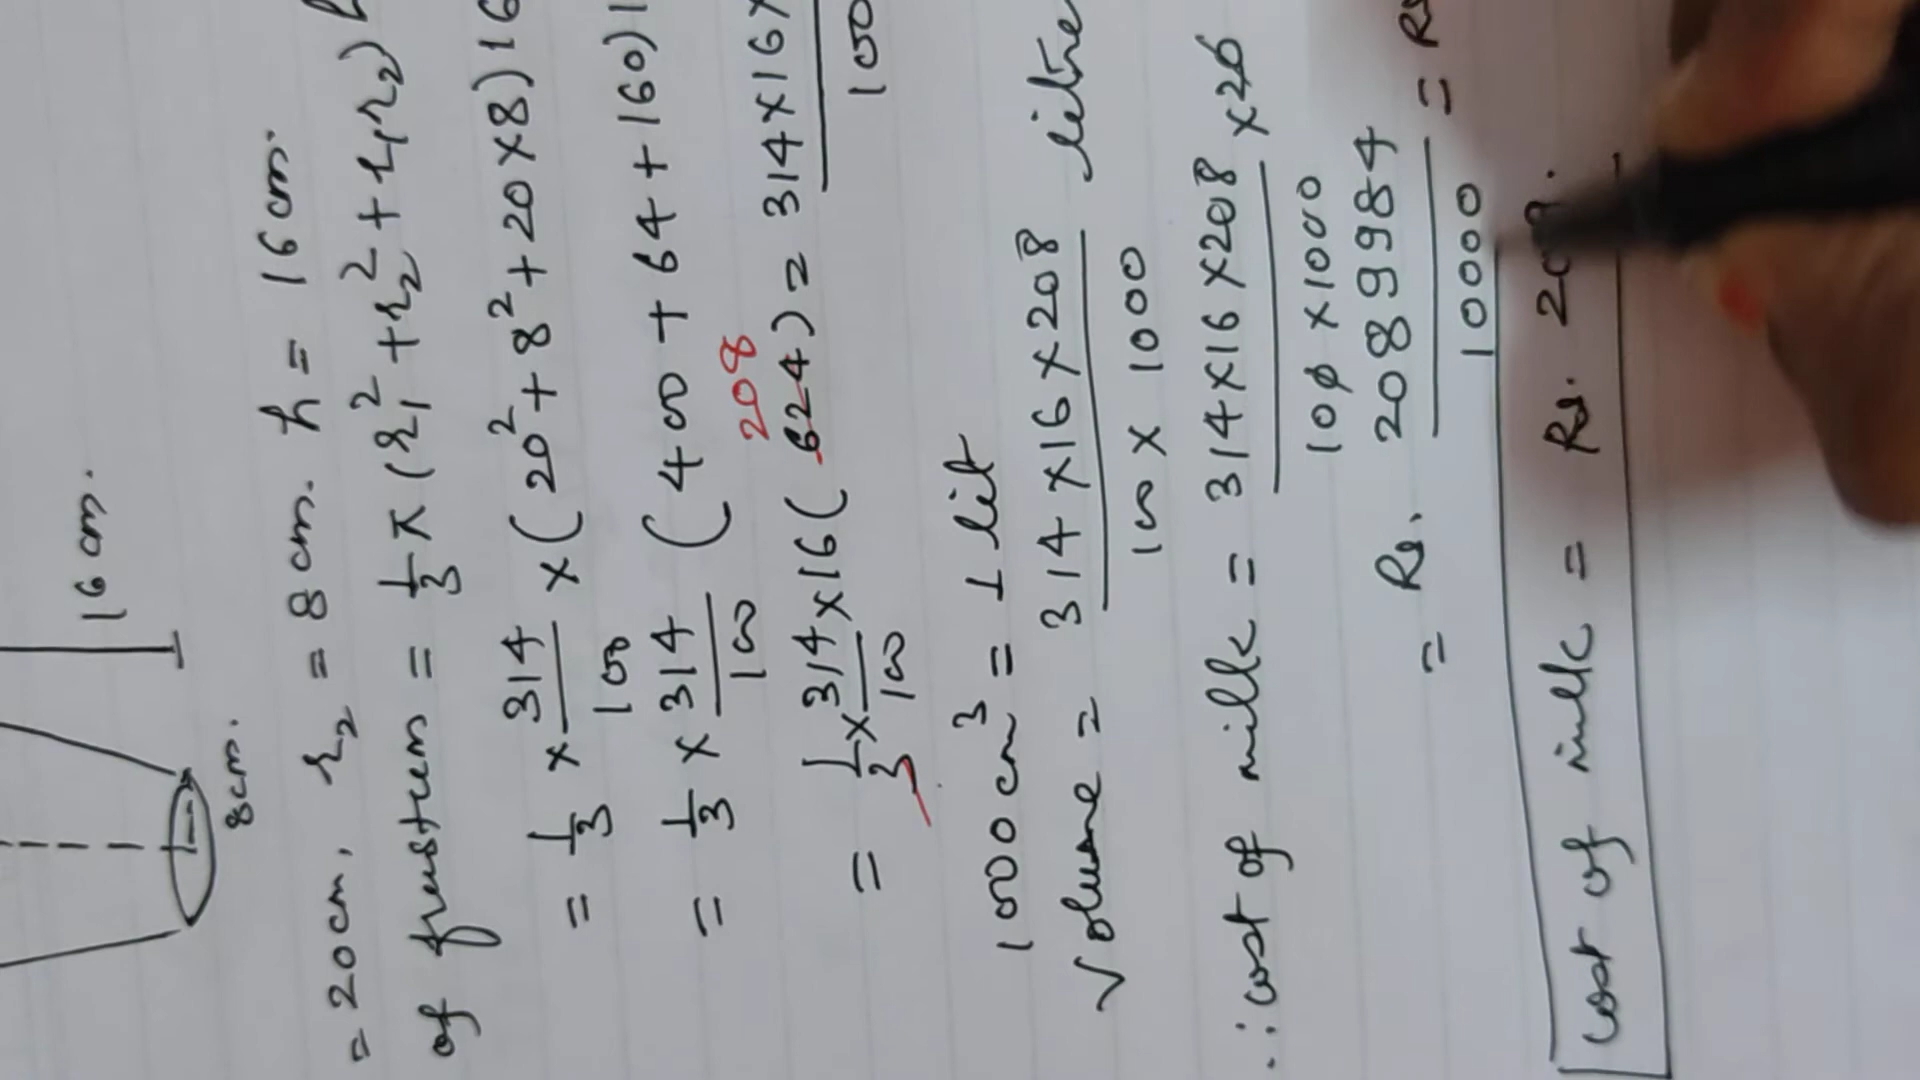 16 cm.
8cm.
= 20cm, r₂ = 8 cm. h = 16 cm.
of frustum = 1/3 π (r₁² + r₂² + r₁r₂) h
= 1/3 × 314/100 × (20² + 8² + 20 × 8) 16
= 1/3 × 314/100 (400 + 64 + 160) 1
208
= 1/3 × 314/100 × 16 ( 624 ) = 314 × 16 × / 100
1000 cm³ = 1 lit
Volume = 314 × 16 × 208 / 100 × 1000 litre
∴ cost of milk = 314 × 16 × 208 / 100 × 1000 × 20
= Rs. 2089984 / 10000 = Rs
Cost of milk = Rs. 209.